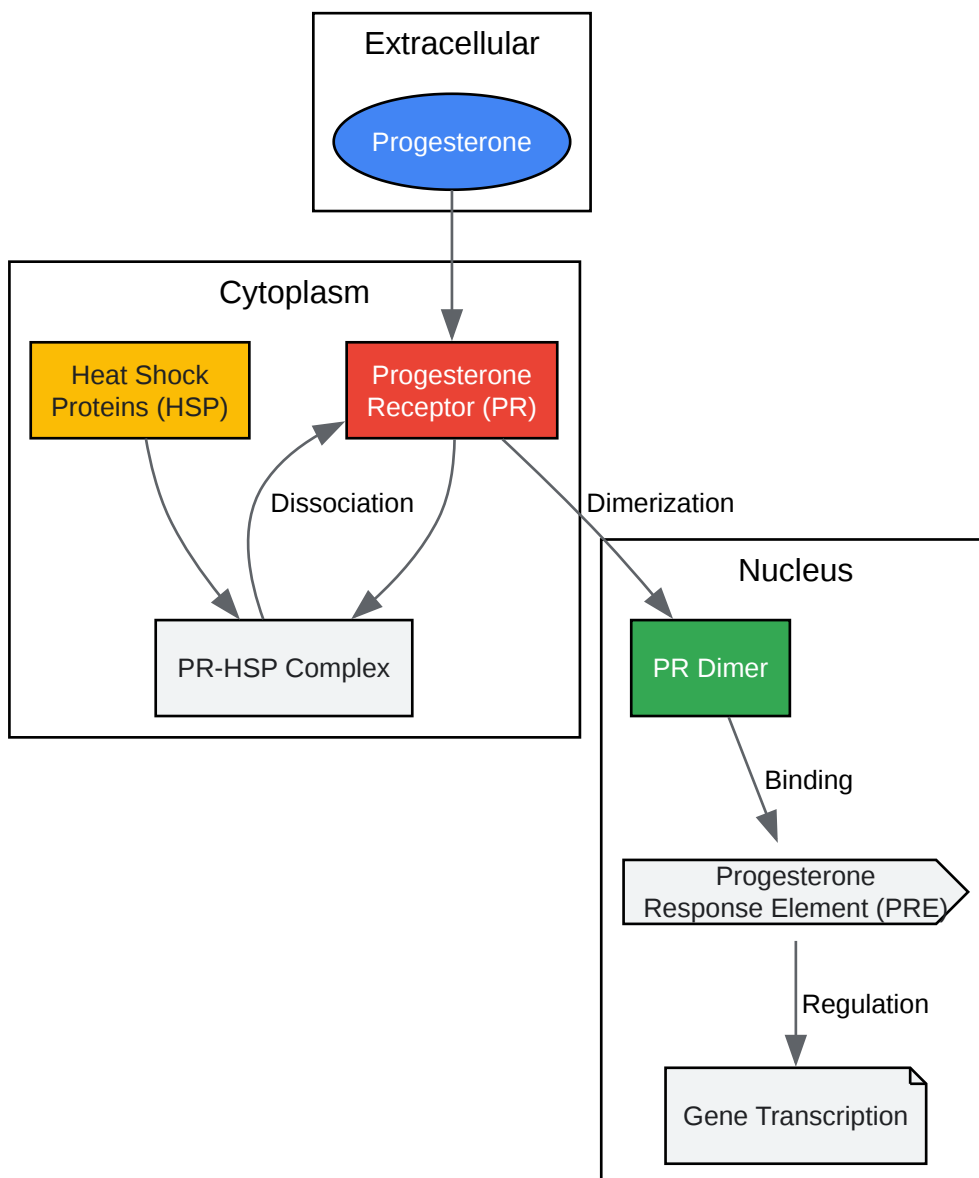 Extracellular
Progesterone
Cytoplasm
Heat Shock
Proteins (HSP)
Progesterone
Receptor (PR)
Dissociation
Dimerization
PR-HSP Complex
Nucleus
PR Dimer
Binding
Progesterone
Response Element (PRE)
Regulation
Gene Transcription